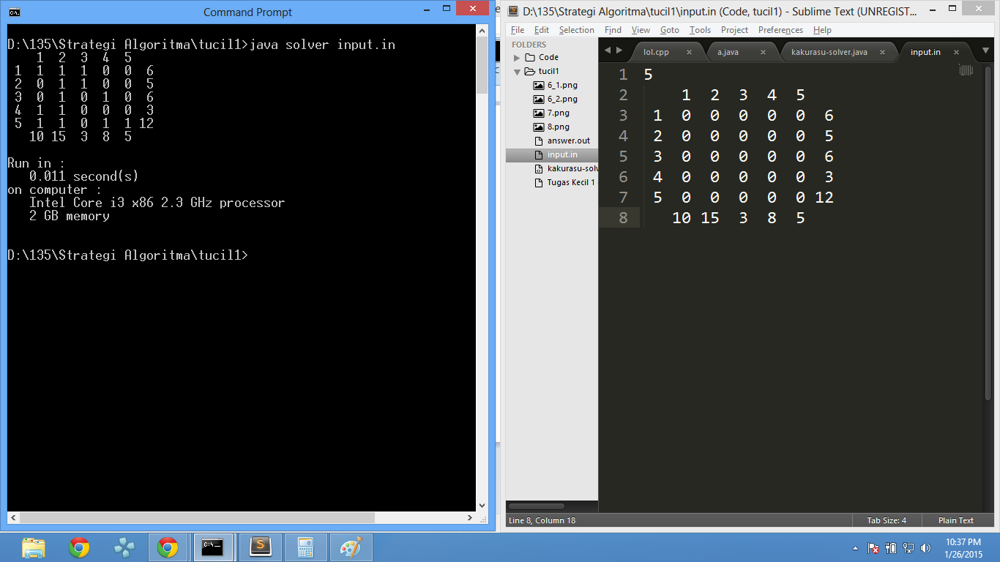 Command Prompt
D:\135\Strategi Algoritma\tucil1>java solver input.in
1 2 3 4 5
1 1 1 1 0 0 6
2 0 1 1 0 0 5
3 0 1 0 1 0 6
4 1 1 0 0 0 3
5 1 1 0 1 1 12
10 15 3 8 5
Run in :
0.011 second(s)
on computer :
Intel Core i3 x86 2.3 GHz processor
2 GB memory
D:\135\Strategi Algoritma\tucil1>
D:\135\Strategi Algoritma\tucil1\input.in (Code, tucil1) - Sublime Text (UNREGIST...
File Edit Selection Find View Goto Tools Project Preferences Help
FOLDERS
Code
tucil1
6_1.png
6_2.png
7.png
8.png
answer.out
input.in
kakurasu-solv
Tugas Kecil 1
lol.cpp × a.java × kakurasu-solver.java × input.in ×
1 5
2 1 2 3 4 5
3 1 0 0 0 0 0 6
4 2 0 0 0 0 0 5
5 3 0 0 0 0 0 6
6 4 0 0 0 0 0 3
7 5 0 0 0 0 0 12
8 10 15 3 8 5
Line 8, Column 18 Tab Size: 4 Plain Text
10:37 PM
1/26/2015